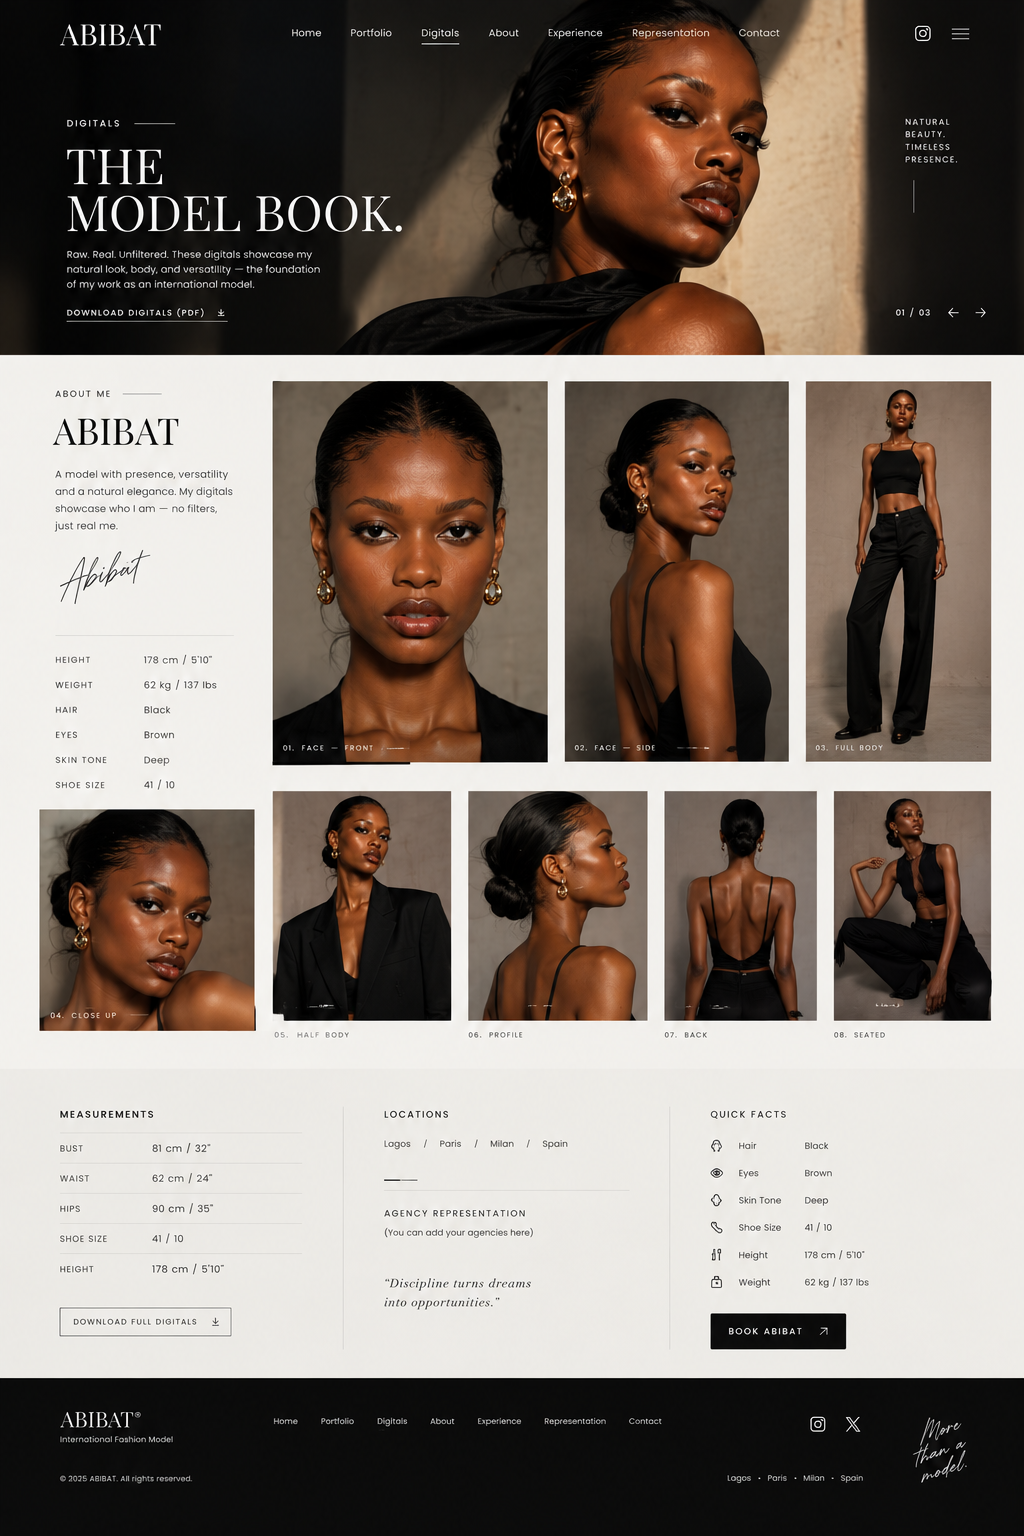 ABIBAT
Home Portfolio Digitals About Experience Representation Contact
DIGITALS
THE
MODEL BOOK.
Raw. Real. Unfiltered. These digitals showcase my
natural look, body, and versatility — the foundation
of my work as an international model.
DOWNLOAD DIGITALS (PDF)
NATURAL
BEAUTY.
TIMELESS
PRESENCE.
01 / 03
ABOUT ME
ABIBAT
A model with presence, versatility
and a natural elegance. My digitals
showcase who I am — no filters,
just real me.
Abibat
HEIGHT 178 cm / 5'10"
WEIGHT 62 kg / 137 lbs
HAIR Black
EYES Brown
SKIN TONE Deep
SHOE SIZE 41 / 10
01. FACE — FRONT
02. FACE — SIDE
03. FULL BODY
04. CLOSE UP
05. HALF BODY
06. PROFILE
07. BACK
08. SEATED
MEASUREMENTS
BUST 81 cm / 32"
WAIST 62 cm / 24"
HIPS 90 cm / 35"
SHOE SIZE 41 / 10
HEIGHT 178 cm / 5'10"
DOWNLOAD FULL DIGITALS
LOCATIONS
Lagos / Paris / Milan / Spain
AGENCY REPRESENTATION
(You can add your agencies here)
“Discipline turns dreams
into opportunities.”
QUICK FACTS
Hair Black
Eyes Brown
Skin Tone Deep
Shoe Size 41 / 10
Height 178 cm / 5'10"
Weight 62 kg / 137 lbs
BOOK ABIBAT
ABIBAT®
International Fashion Model
© 2025 ABIBAT. All rights reserved.
Home Portfolio Digitals About Experience Representation Contact
Lagos • Paris • Milan • Spain
More
than a
model.